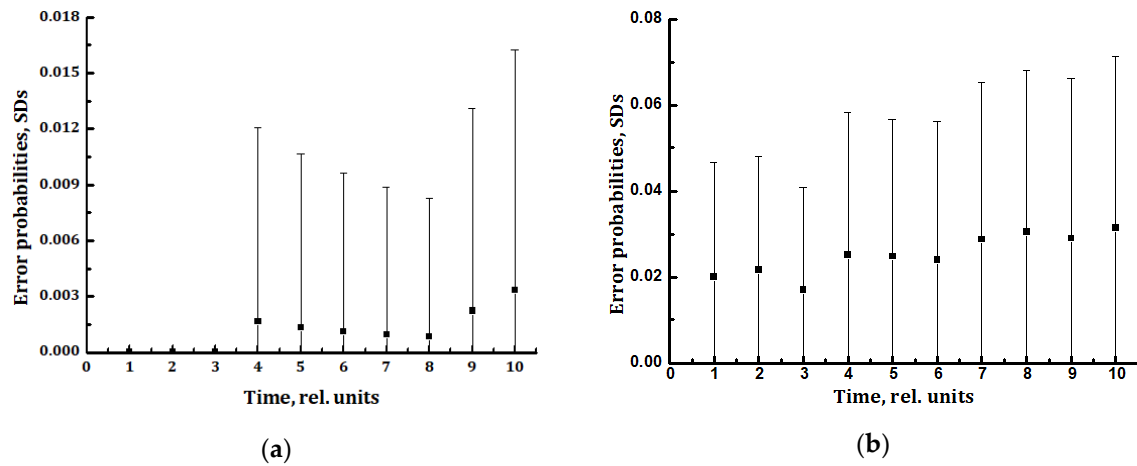 Error probabilities, SDs
0.018
0.015
0.012
0.009
0.006
0.003
0.000
0 1 2 3 4 5 6 7 8 9 10
Time, rel. units
(a)
Error probabilities, SDs
0.08
0.06
0.04
0.02
0.00
0 1 2 3 4 5 6 7 8 9 10
Time, rel. units
(b)